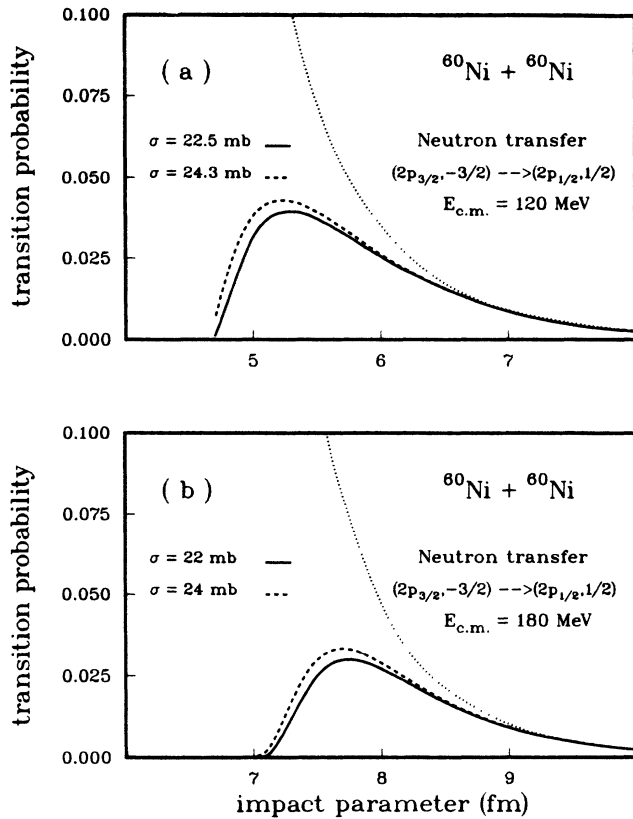 0.100
( a )
⁶⁰Ni + ⁶⁰Ni
0.075
σ = 22.5 mb
Neutron transfer
σ = 24.3 mb
(2p₃/₂,−3/2) -->(2p₁/₂,1/2)
0.050
E_c.m. = 120 MeV
0.025
0.000
transition probability
5 6 7
0.100
( b )
⁶⁰Ni + ⁶⁰Ni
0.075
σ = 22 mb
Neutron transfer
σ = 24 mb
(2p₃/₂,−3/2) -->(2p₁/₂,1/2)
0.050
E_c.m. = 180 MeV
0.025
0.000
transition probability
7 8 9
impact parameter (fm)